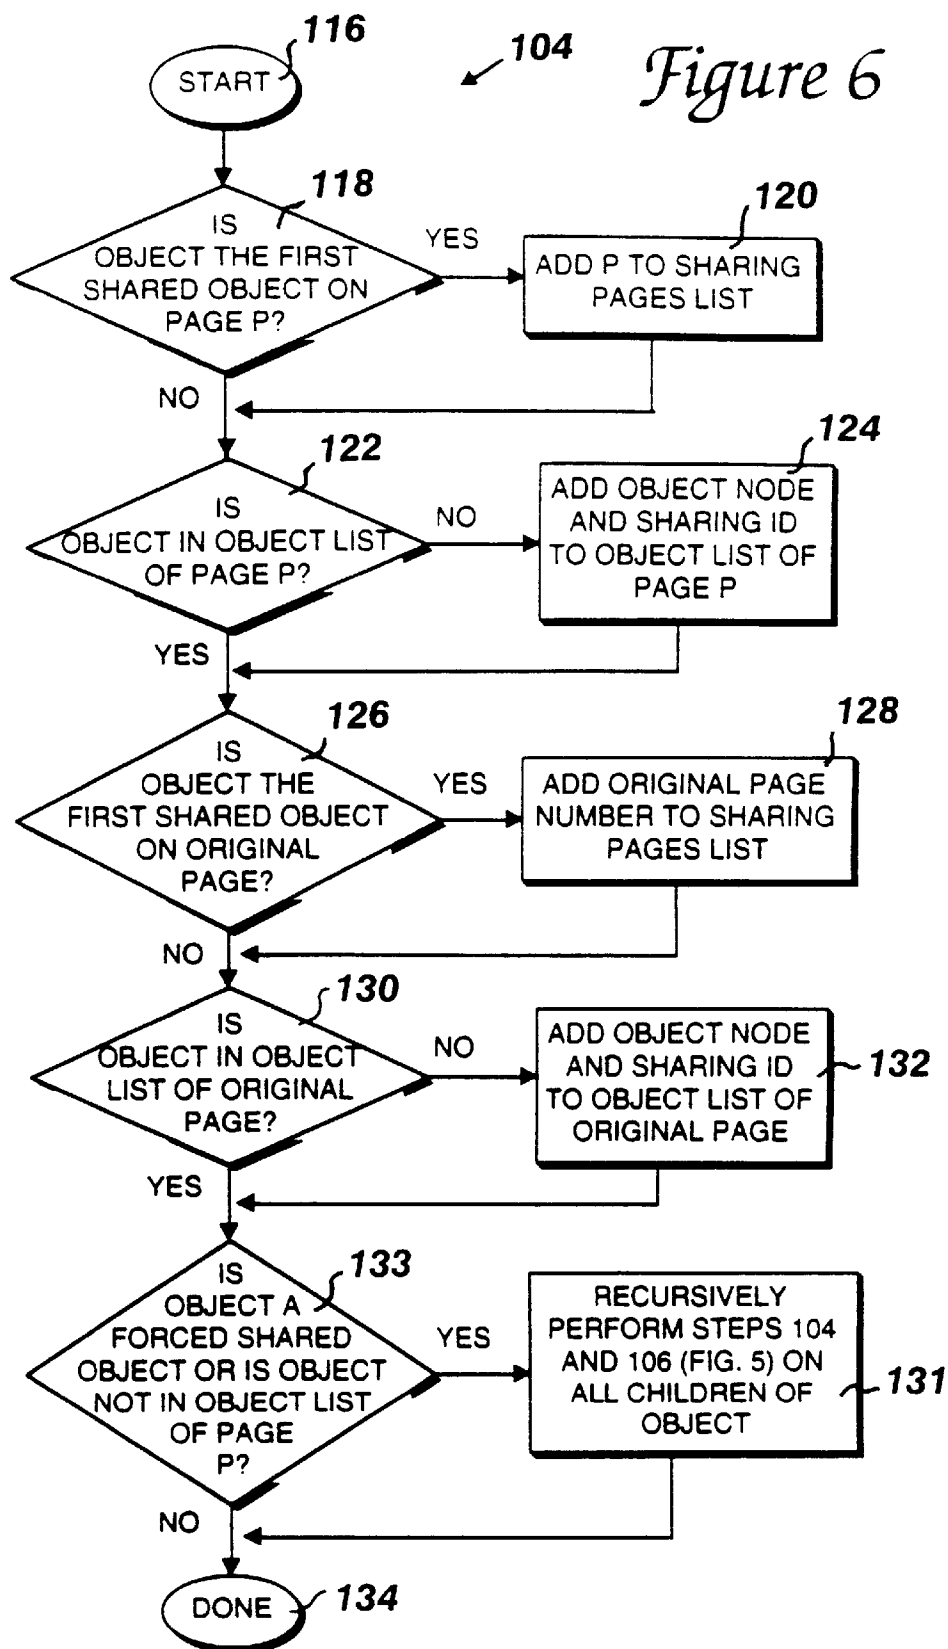 116
START
104
Figure 6
118
IS
OBJECT THE FIRST
SHARED OBJECT ON
PAGE P?
YES
120
ADD P TO SHARING
PAGES LIST
NO
122
IS
OBJECT IN OBJECT LIST
OF PAGE P?
NO
124
ADD OBJECT NODE
AND SHARING ID
TO OBJECT LIST OF
PAGE P
YES
126
IS
OBJECT THE
FIRST SHARED OBJECT
ON ORIGINAL
PAGE?
YES
128
ADD ORIGINAL PAGE
NUMBER TO SHARING
PAGES LIST
NO
130
IS
OBJECT IN OBJECT
LIST OF ORIGINAL
PAGE?
NO
ADD OBJECT NODE
AND SHARING ID
TO OBJECT LIST OF
ORIGINAL PAGE
132
YES
133
IS
OBJECT A
FORCED SHARED
OBJECT OR IS OBJECT
NOT IN OBJECT LIST
OF PAGE
P?
YES
RECURSIVELY
PERFORM STEPS 104
AND 106 (FIG. 5) ON
ALL CHILDREN OF
OBJECT
131
NO
DONE
134